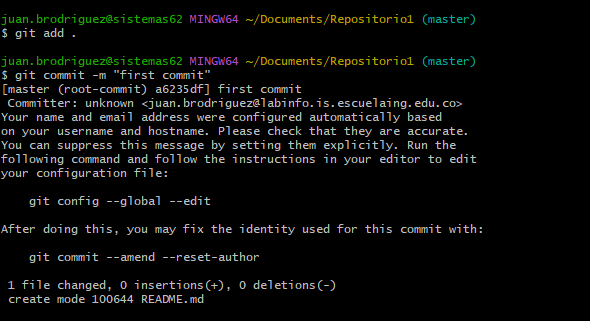 juan.brodriguez@sistemas62 MINGW64 ~/Documents/Repositorio1 (master)
$ git add .
juan.brodriguez@sistemas62 MINGW64 ~/Documents/Repositorio1 (master)
$ git commit -m "first commit"
[master (root-commit) a6235df] first commit
Committer: unknown <juan.brodriguez@labinfo.is.escuelaing.edu.co>
Your name and email address were configured automatically based
on your username and hostname. Please check that they are accurate.
You can suppress this message by setting them explicitly. Run the
following command and follow the instructions in your editor to edit
your configuration file:
git config --global --edit
After doing this, you may fix the identity used for this commit with:
git commit --amend --reset-author
1 file changed, 0 insertions(+), 0 deletions(-)
create mode 100644 README.md